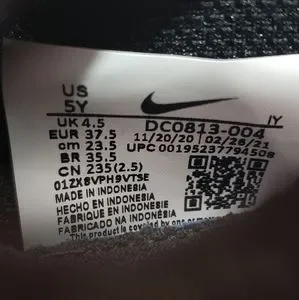 US
5Y
IY
UK 4.5 DC0813-004
EUR 37.5 11/20/20 02/26/21
cm 23.5 UPC 00195237794508
BR 35.5
CN 235(2.5)
01ZX8VPH9VTSE
MADE IN INDONESIA
HECHO EN INDONESIA
FABRIQUE EN INDONESIE
FABRICADO NA INDONESIA
This product is covered by one or more